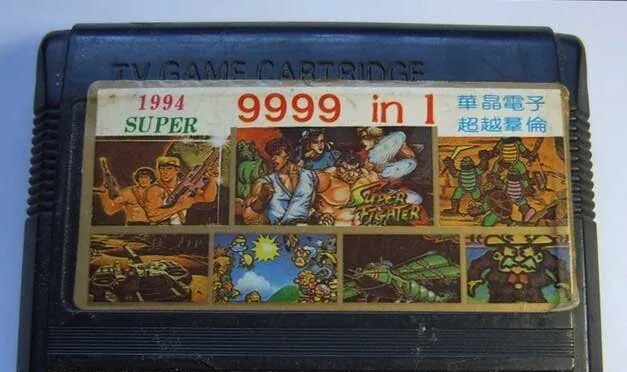 TV GAME CARTRIDGE
1994
SUPER
9999 in 1
華晶電子
超越羣倫
SUPER
FIGHTER